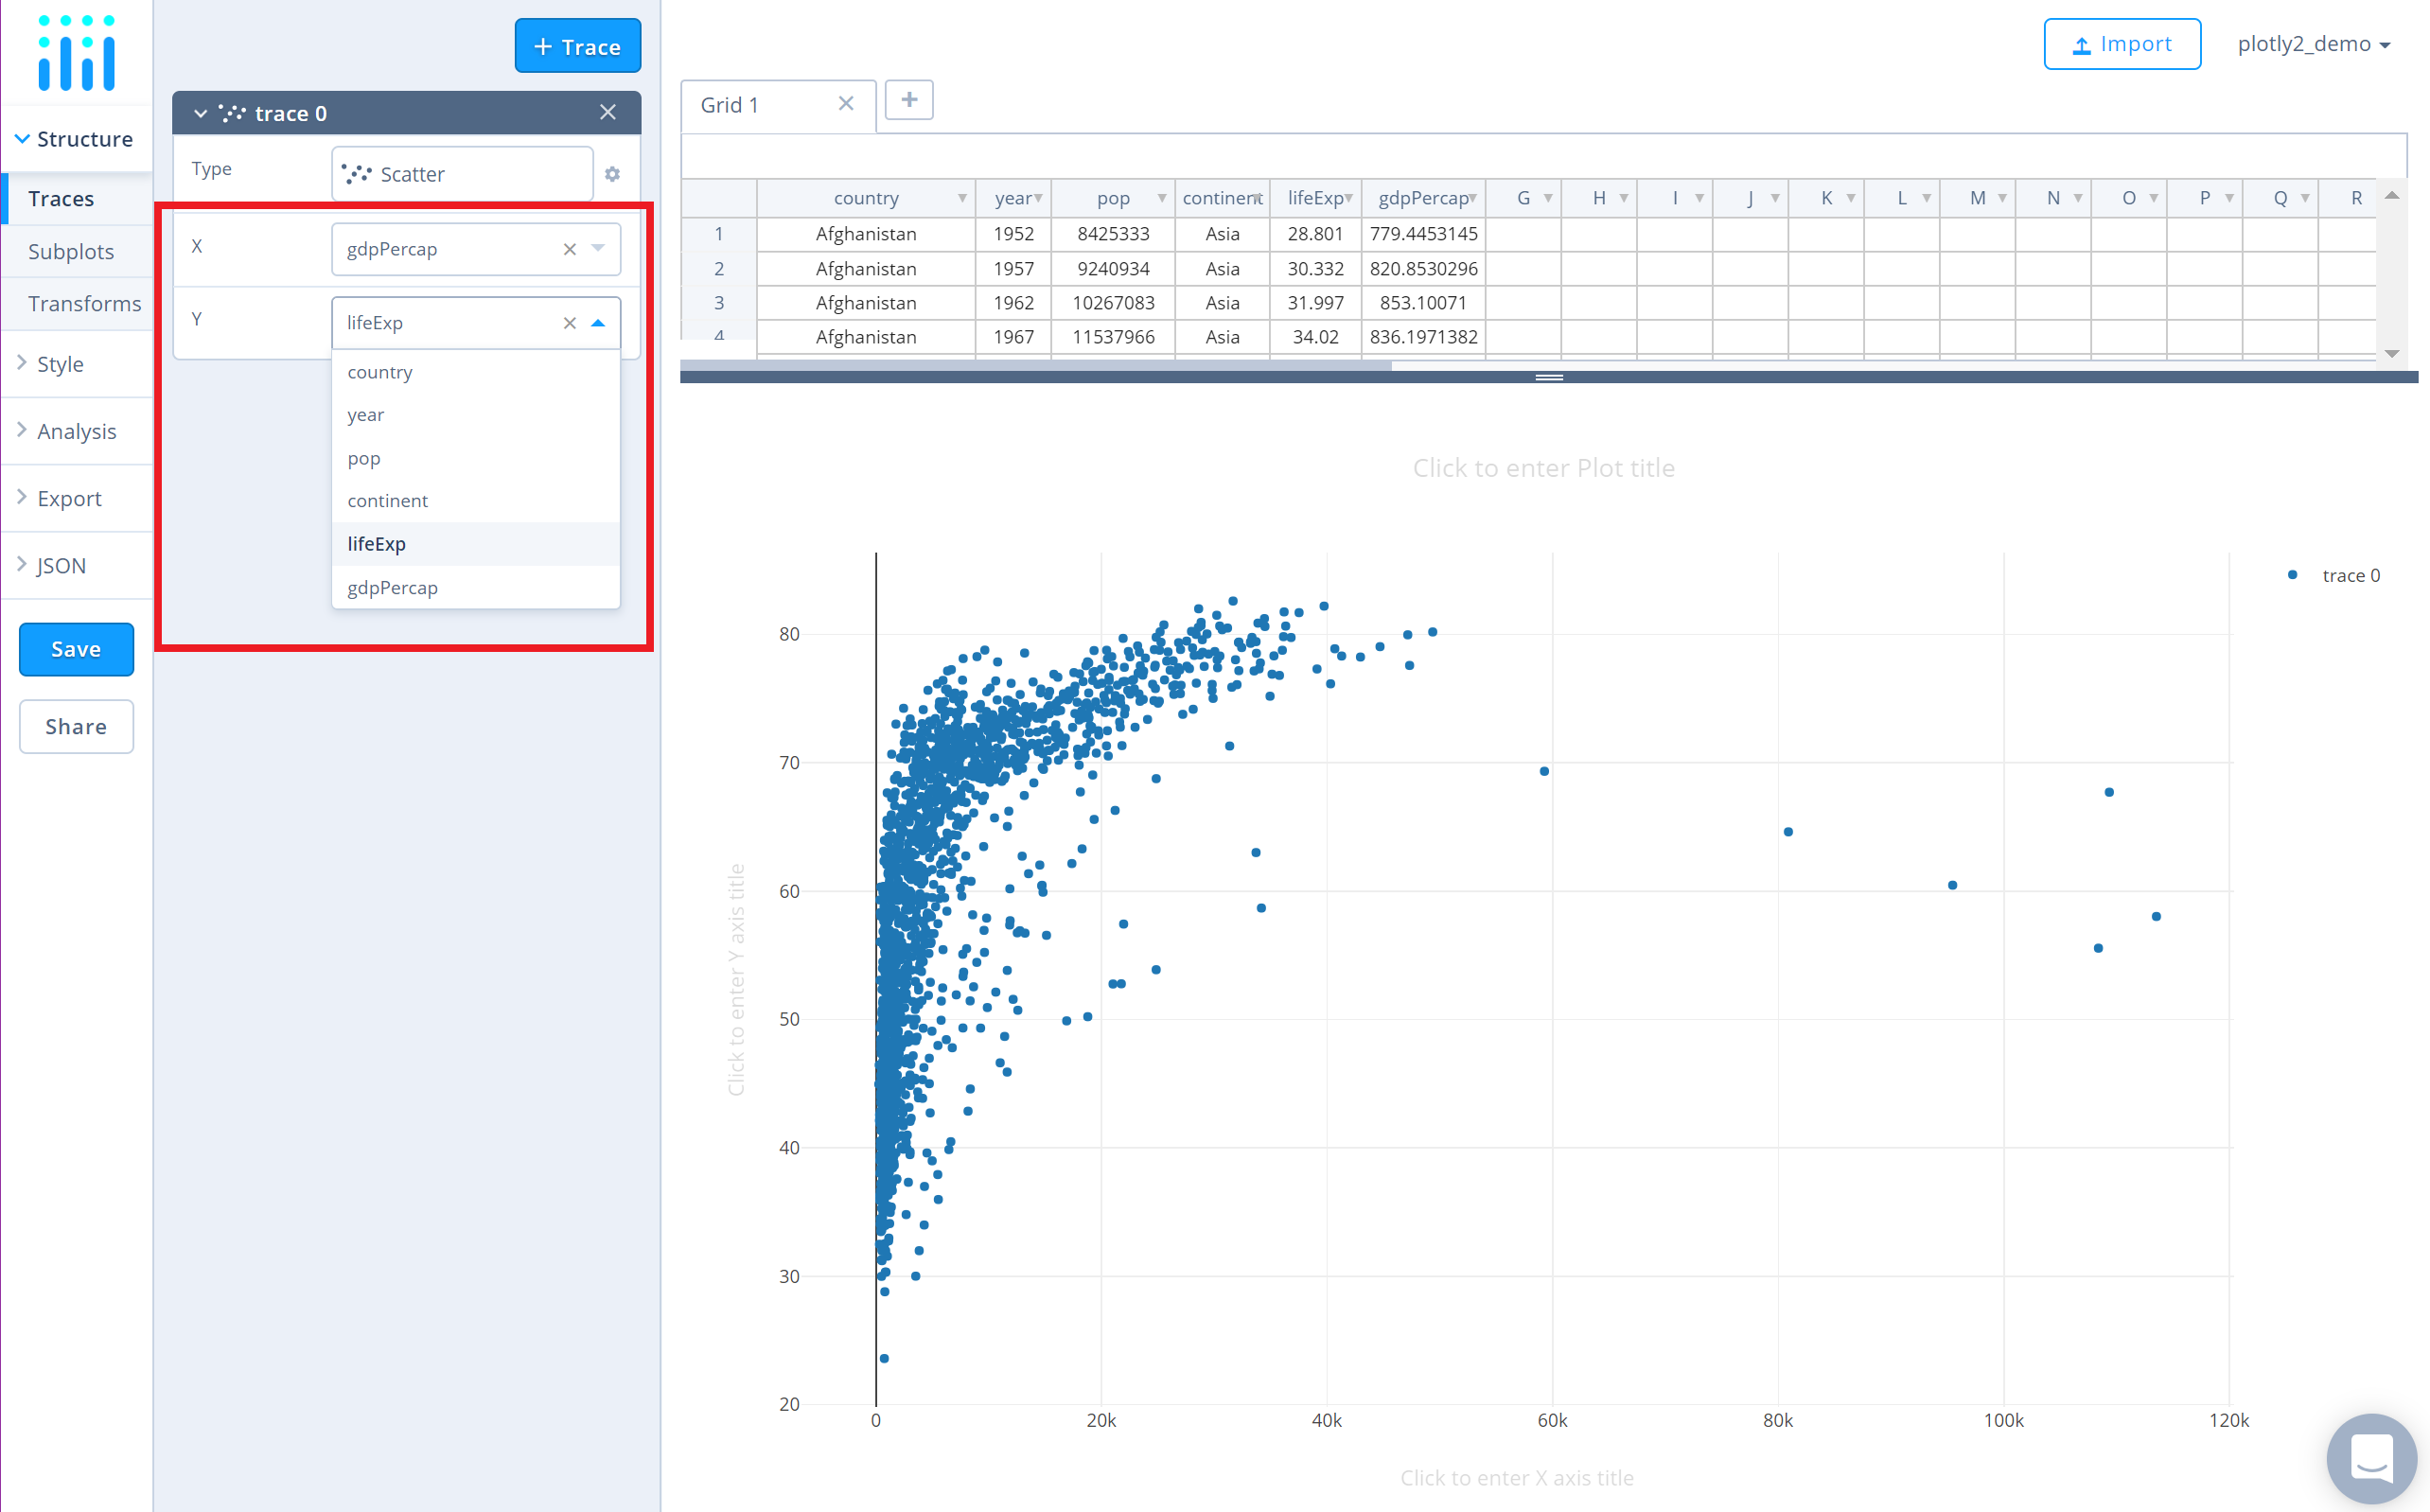 + Trace
Import
plotly2_demo
Grid 1
+
trace 0
Structure
Type
Scatter
Traces
Subplots
Transforms
X
gdpPercap
Y
lifeExp
country
year
pop
continent
lifeExp
gdpPercap
Style
Analysis
Export
JSON
Save
Share
country year pop continent lifeExp gdpPercap G H I J K L M N O P Q R
1 Afghanistan 1952 8425333 Asia 28.801 779.4453145
2 Afghanistan 1957 9240934 Asia 30.332 820.8530296
3 Afghanistan 1962 10267083 Asia 31.997 853.10071
4 Afghanistan 1967 11537966 Asia 34.02 836.1971382
Click to enter Plot title
trace 0
Click to enter Y axis title
80
70
60
50
40
30
20
0 20k 40k 60k 80k 100k 120k
Click to enter X axis title